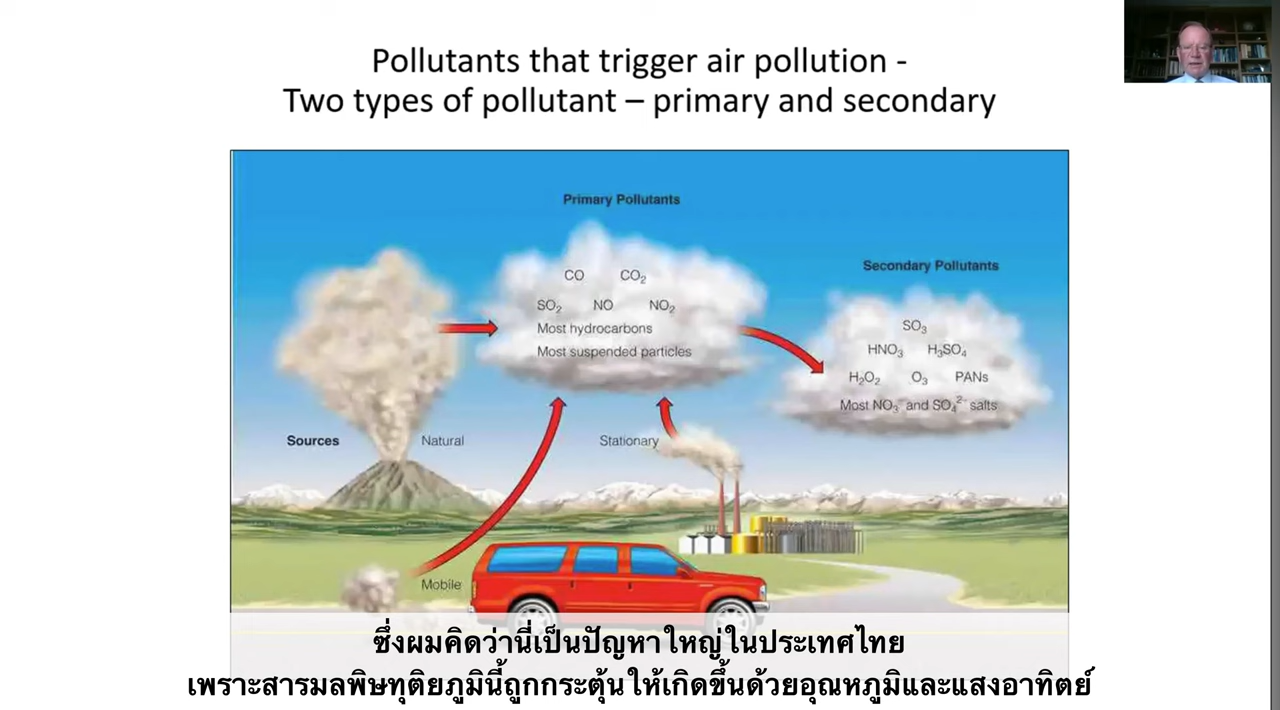 Pollutants that trigger air pollution -
Two types of pollutant – primary and secondary
Primary Pollutants
CO CO₂
SO₂ NO NO₂
Most hydrocarbons
Most suspended particles
Secondary Pollutants
SO₃
HNO₃ H₃SO₄
H₂O₂ O₃ PANs
Most NO₃⁻ and SO₄²⁻ salts
Sources
Natural
Stationary
Mobile
ซึ่งผมคิดว่านี่เป็นปัญหาใหญ่ในประเทศไทย
เพราะสารมลพิษทุติยภูมินี้ถูกกระตุ้นให้เกิดขึ้นด้วยอุณหภูมิและแสงอาทิตย์